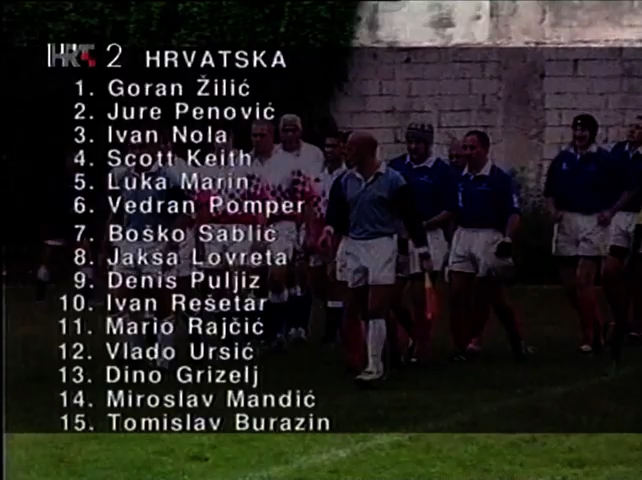 HRT 2 HRVATSKA
1. Goran Žilić
2. Jure Penović
3. Ivan Nola
4. Scott Keith
5. Luka Marin
6. Vedran Pomper
7. Boško Sablić
8. Jaksa Lovreta
9. Denis Puljiz
10. Ivan Rešetar
11. Mario Rajčić
12. Vlado Ursić
13. Dino Grizelj
14. Miroslav Mandić
15. Tomislav Burazin